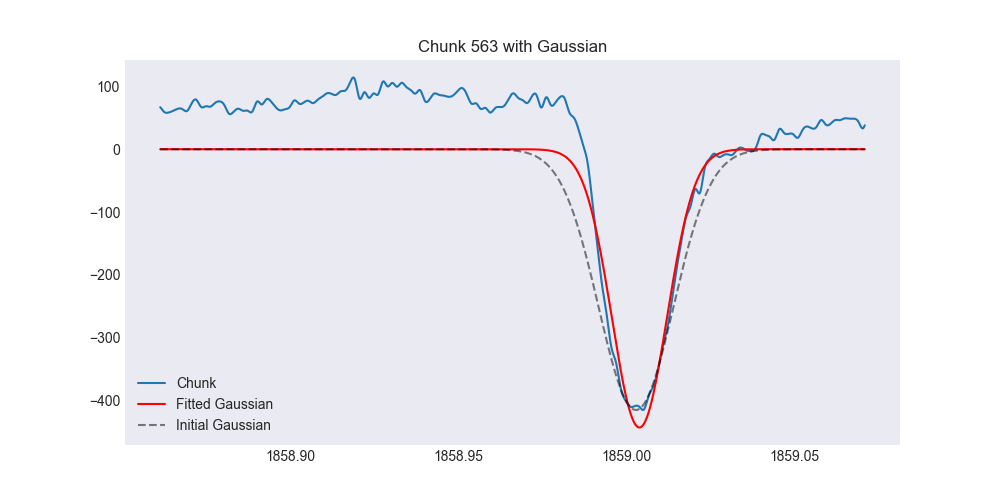 Chunk 563 with Gaussian
100
0
−100
−200
−300
−400
Chunk
Fitted Gaussian
Initial Gaussian
1858.90
1858.95
1859.00
1859.05